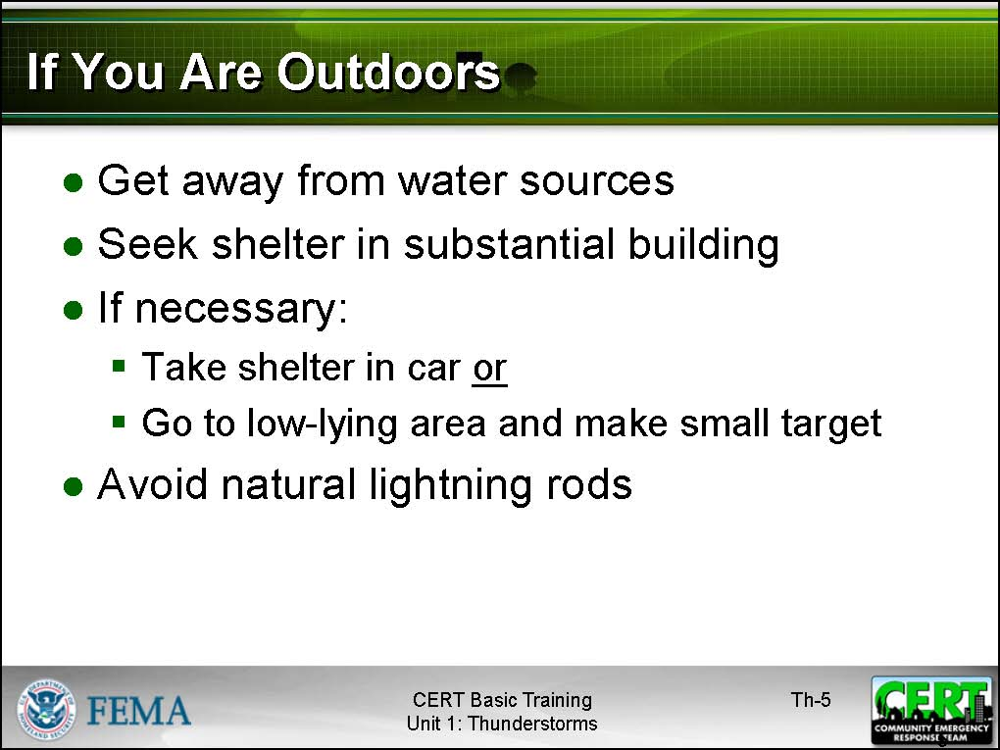 If You Are Outdoors
● Get away from water sources
● Seek shelter in substantial building
● If necessary:
▪ Take shelter in car or
▪ Go to low-lying area and make small target
● Avoid natural lightning rods
U.S. DEPARTMENT OF HOMELAND SECURITY
FEMA
CERT Basic Training
Unit 1: Thunderstorms
Th-5
CERT
COMMUNITY EMERGENCY
RESPONSE TEAM